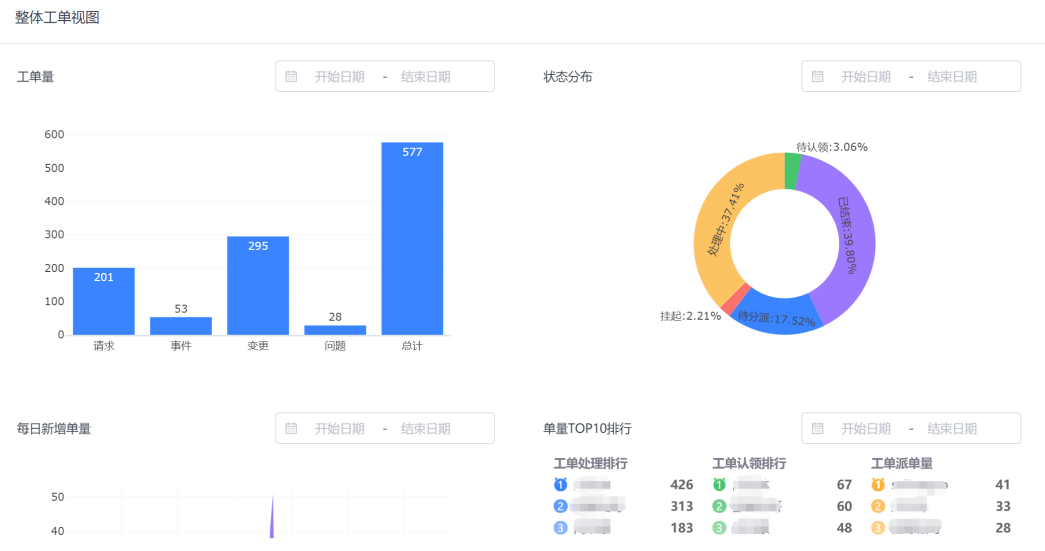 整体工单视图
工单量
开始日期 - 结束日期
600
500
400
300
200
100
0
201
53
295
28
577
请求
事件
变更
问题
总计
状态分布
开始日期 - 结束日期
待认领:3.06%
已结束:39.80%
待分派:17.52%
挂起:2.21%
处理中:37.41%
每日新增单量
开始日期 - 结束日期
50
40
单量TOP10排行
开始日期 - 结束日期
工单处理排行
1 426
2 313
3 183
工单认领排行
1 67
2 60
3 48
工单派单量
1 41
2 33
3 28